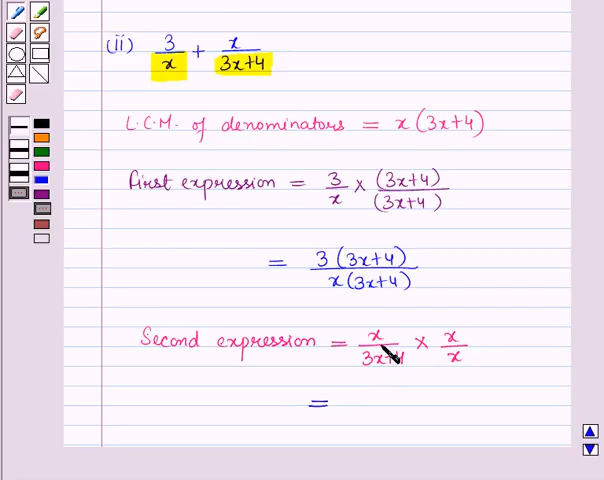 (ii) 3/x + x/3x+4
L.C.M. of denominators = x(3x+4)
First expression = 3/x × (3x+4)/(3x+4)
= 3(3x+4)/x(3x+4)
Second expression = x/3x+4 × x/x
=